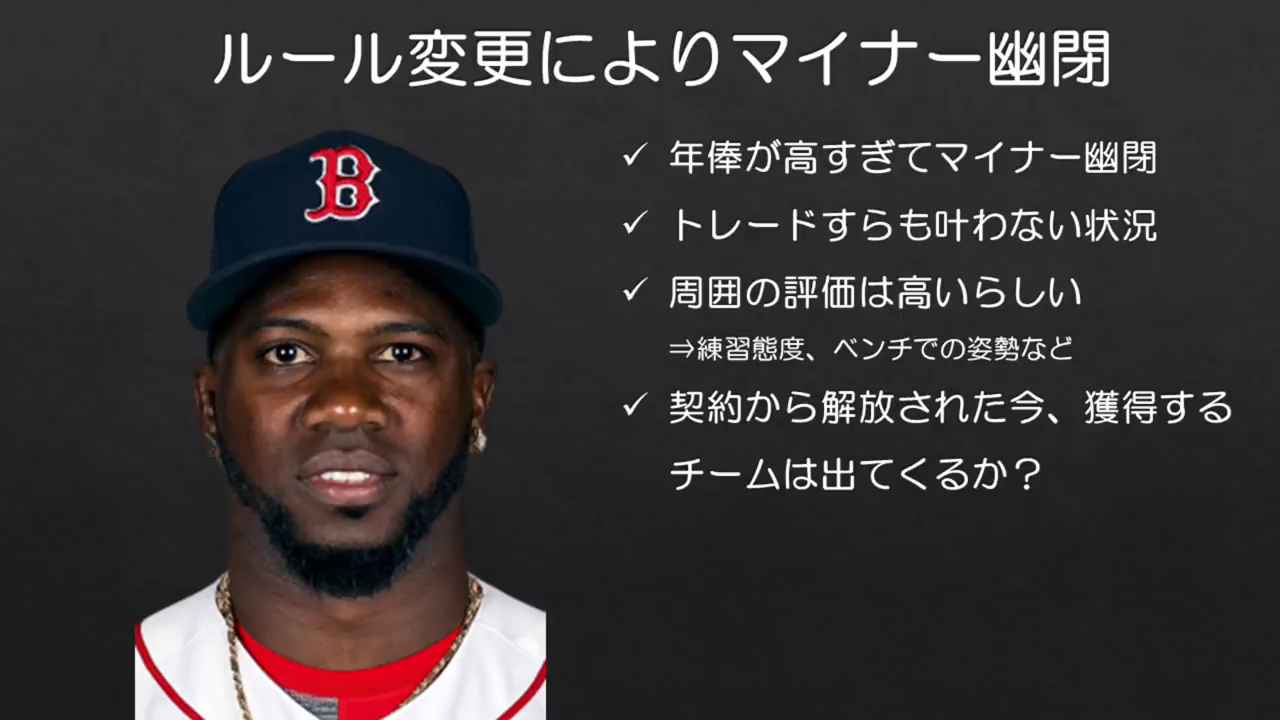 ルール変更によりマイナー幽閉
B
✓ 年俸が高すぎてマイナー幽閉
✓ トレードすらも叶わない状況
✓ 周囲の評価は高いらしい
⇒練習態度、ベンチでの姿勢など
✓ 契約から解放された今、獲得する
チームは出てくるか？